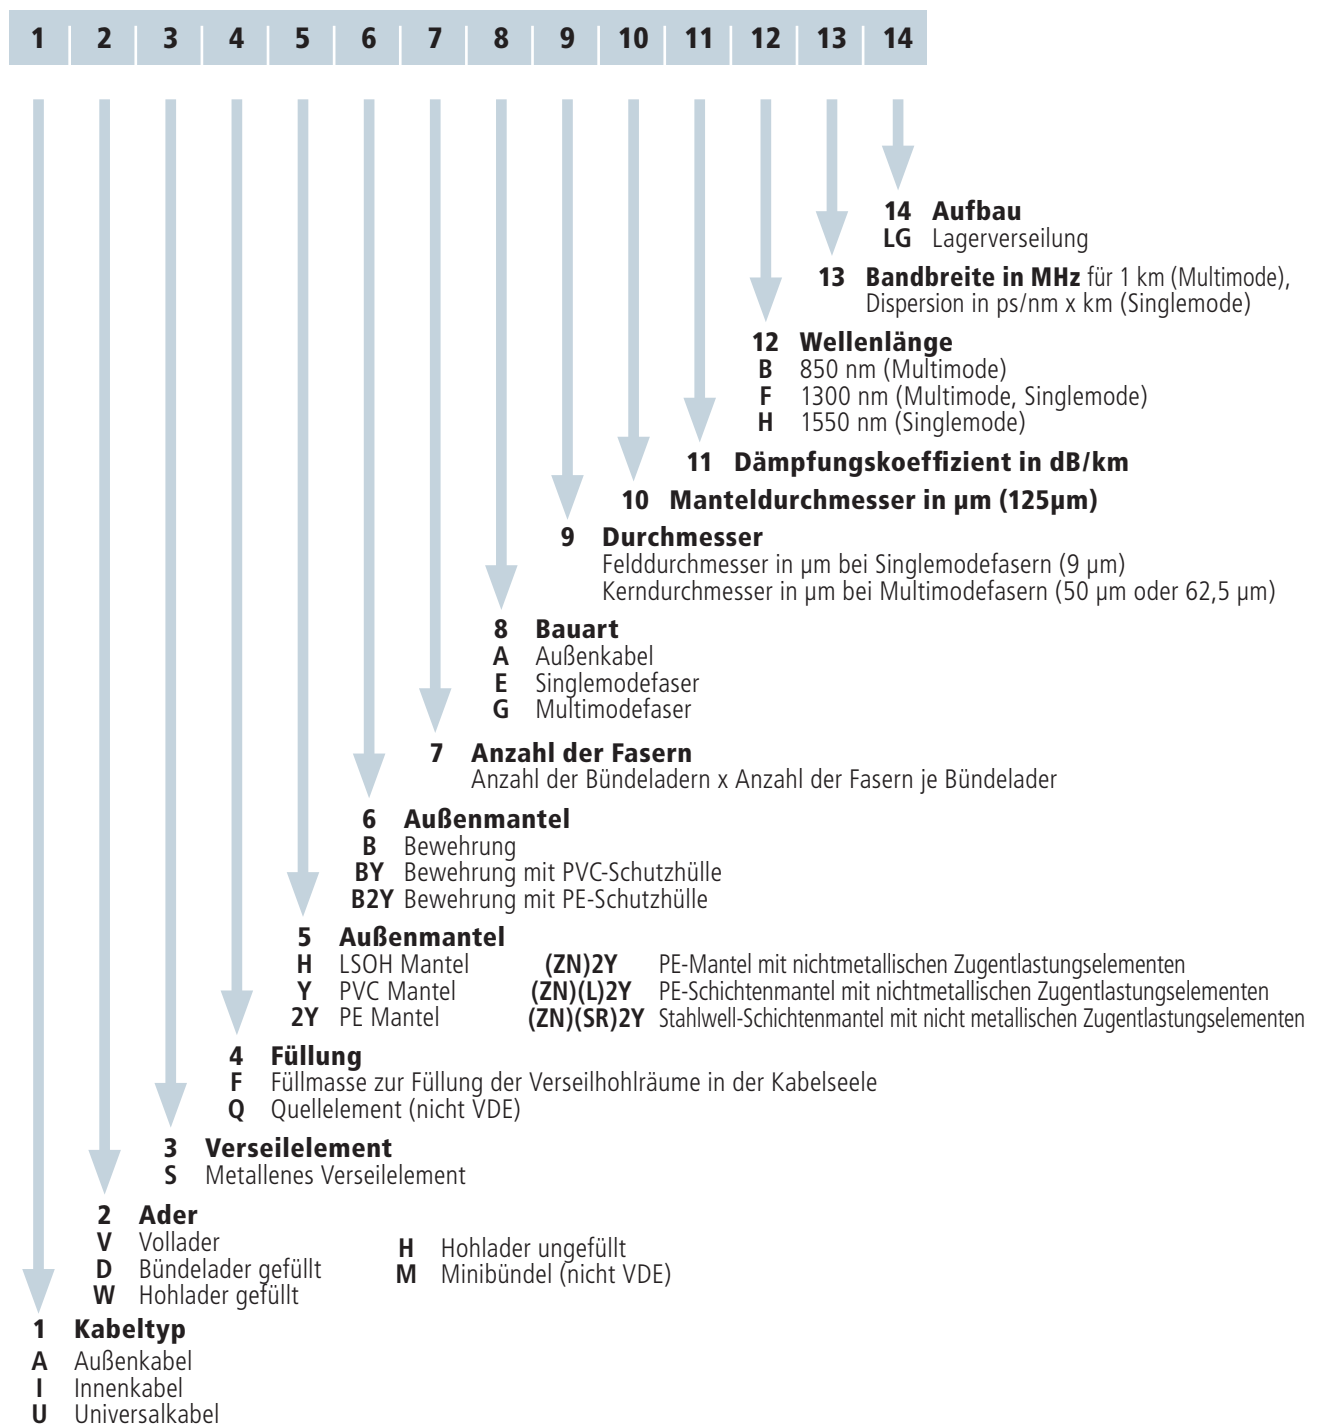 1 2 3 4 5 6 7 8 9 10 11 12 13 14
14 Aufbau
LG Lagerverseilung
13 Bandbreite in MHz für 1 km (Multimode),
Dispersion in ps/nm x km (Singlemode)
12 Wellenlänge
B 850 nm (Multimode)
F 1300 nm (Multimode, Singlemode)
H 1550 nm (Singlemode)
11 Dämpfungskoeffizient in dB/km
10 Manteldurchmesser in µm (125µm)
9 Durchmesser
Felddurchmesser in µm bei Singlemodefasern (9 µm)
Kerndurchmesser in µm bei Multimodefasern (50 µm oder 62,5 µm)
8 Bauart
A Außenkabel
E Singlemodefaser
G Multimodefaser
7 Anzahl der Fasern
Anzahl der Bündeladern x Anzahl der Fasern je Bündelader
6 Außenmantel
B Bewehrung
BY Bewehrung mit PVC-Schutzhülle
B2Y Bewehrung mit PE-Schutzhülle
5 Außenmantel
H LSOH Mantel (ZN)2Y PE-Mantel mit nichtmetallischen Zugentlastungselementen
Y PVC Mantel (ZN)(L)2Y PE-Schichtenmantel mit nichtmetallischen Zugentlastungselementen
2Y PE Mantel (ZN)(SR)2Y Stahlwell-Schichtenmantel mit nicht metallischen Zugentlastungselementen
4 Füllung
F Füllmasse zur Füllung der Verseilhohlräume in der Kabelseele
Q Quellelement (nicht VDE)
3 Verseilelement
S Metallenes Verseilelement
2 Ader
V Vollader H Hohlader ungefüllt
D Bündelader gefüllt M Minibündel (nicht VDE)
W Hohlader gefüllt
1 Kabeltyp
A Außenkabel
I Innenkabel
U Universalkabel